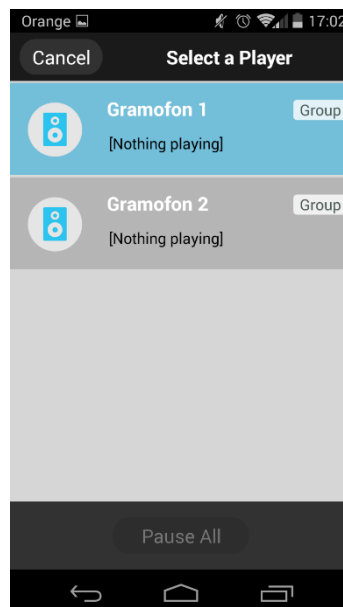 Orange 17:02
Cancel Select a Player
Gramofon 1 Group
[Nothing playing]
Gramofon 2 Group
[Nothing playing]
Pause All